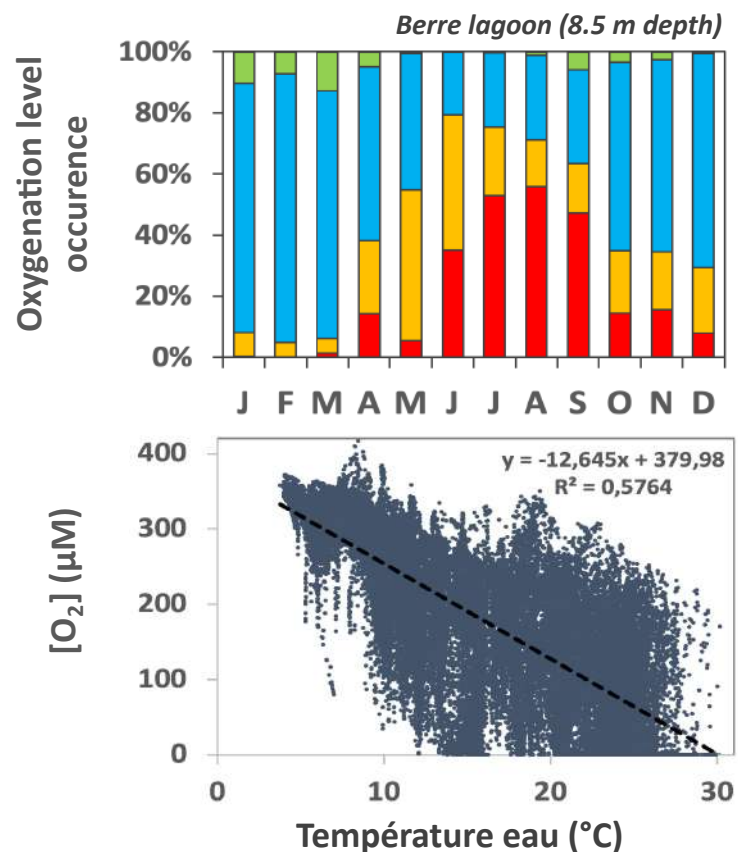 Berre lagoon (8.5 m depth)
Oxygenation level
occurence
100%
80%
60%
40%
20%
0%
J F M A M J J A S O N D
[O₂] (µM)
400
300
200
100
0
y = -12,645x + 379,98
R² = 0,5764
0 10 20 30
Température eau (°C)